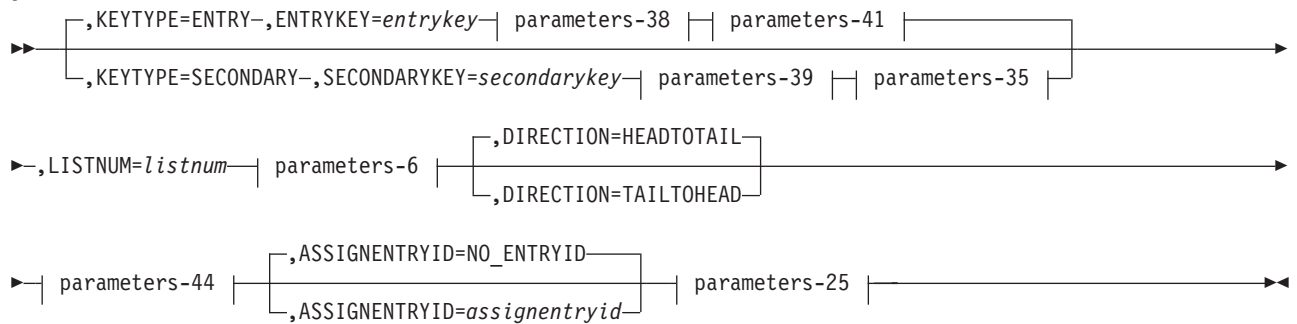 ,KEYTYPE=ENTRY ,ENTRYKEY=entrykey parameters-38 parameters-41
,KEYTYPE=SECONDARY ,SECONDARYKEY=secondarykey parameters-39 parameters-35
,DIRECTION=HEADTOTAIL
,LISTNUM=listnum parameters-6
,DIRECTION=TAILTOHEAD
,ASSIGNENTRYID=NO_ENTRYID
parameters-44 parameters-25
,ASSIGNENTRYID=assignentryid